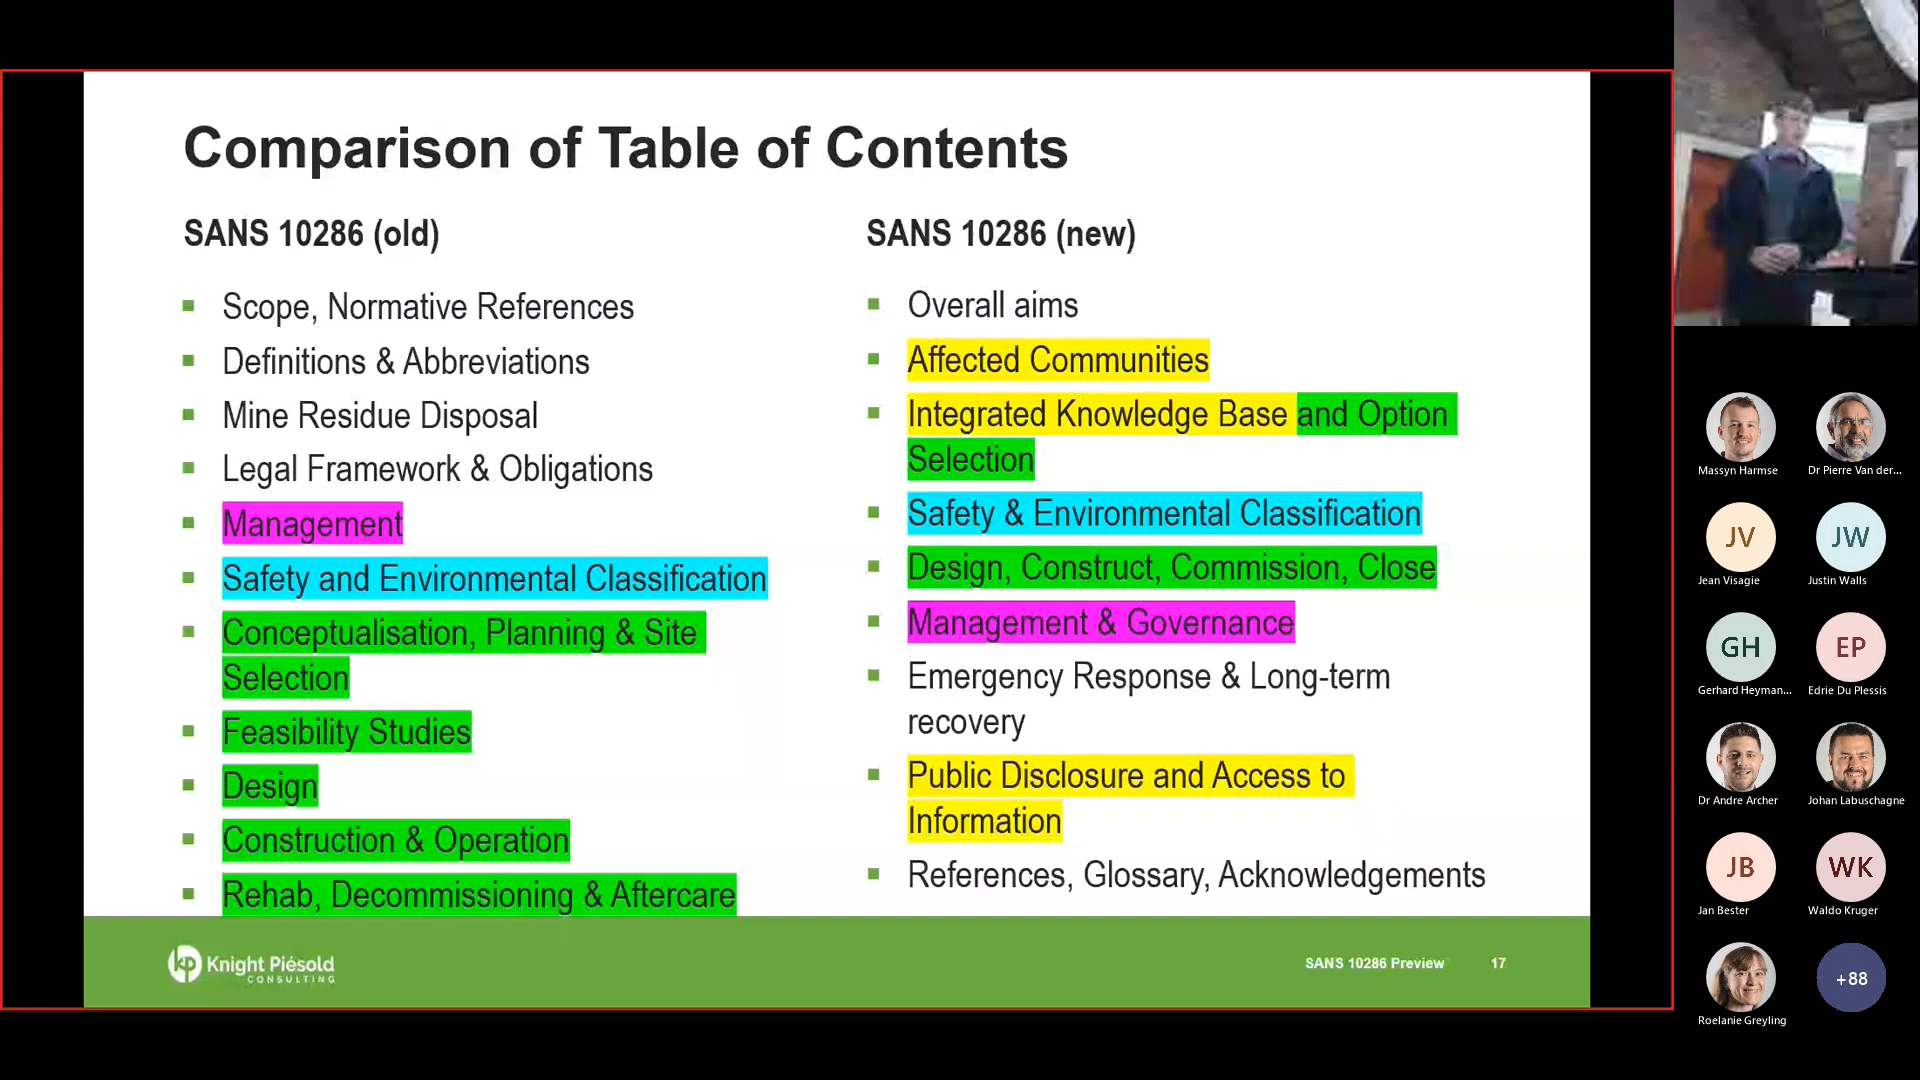 Comparison of Table of Contents
SANS 10286 (old)
Scope, Normative References
Definitions & Abbreviations
Mine Residue Disposal
Legal Framework & Obligations
Management
Safety and Environmental Classification
Conceptualisation, Planning & Site
Selection
Feasibility Studies
Design
Construction & Operation
Rehab, Decommissioning & Aftercare
SANS 10286 (new)
Overall aims
Affected Communities
Integrated Knowledge Base and Option
Selection
Safety & Environmental Classification
Design, Construct, Commission, Close
Management & Governance
Emergency Response & Long-term
recovery
Public Disclosure and Access to
Information
References, Glossary, Acknowledgements
kp Knight Piésold
CONSULTING
SANS 10286 Preview 17
Massyn Harmse
Dr Pierre Van der...
JV
JW
Jean Visagie
Justin Walls
GH
EP
Gerhard Heyman...
Edrie Du Plessis
Dr Andre Archer
Johan Labuschagne
JB
WK
Jan Bester
Waldo Kruger
+88
Roelanie Greyling